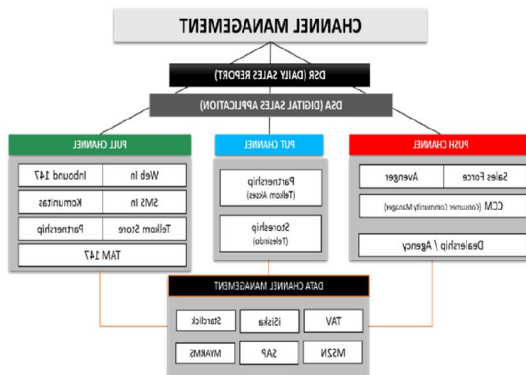 CHANNEL MANAGEMENT
DSR (DAILY SALES REPORT)
DSA (DIGITAL SALES APPLICATION)
PUSH CHANNEL
Sales Force
Avenger
CCM (Consumer Community Manager)
Dealership / Agency
PUT CHANNEL
Partnership
(Telkom Akses)
Storeship
(Telesindo)
PULL CHANNEL
Web In
Inbound 147
SMS In
Komunitas
Telkom Store
Partnership
TAM 147
DATA CHANNEL MANAGEMENT
TAV
iSiska
Starclick
MS2N
SAP
MYARMS